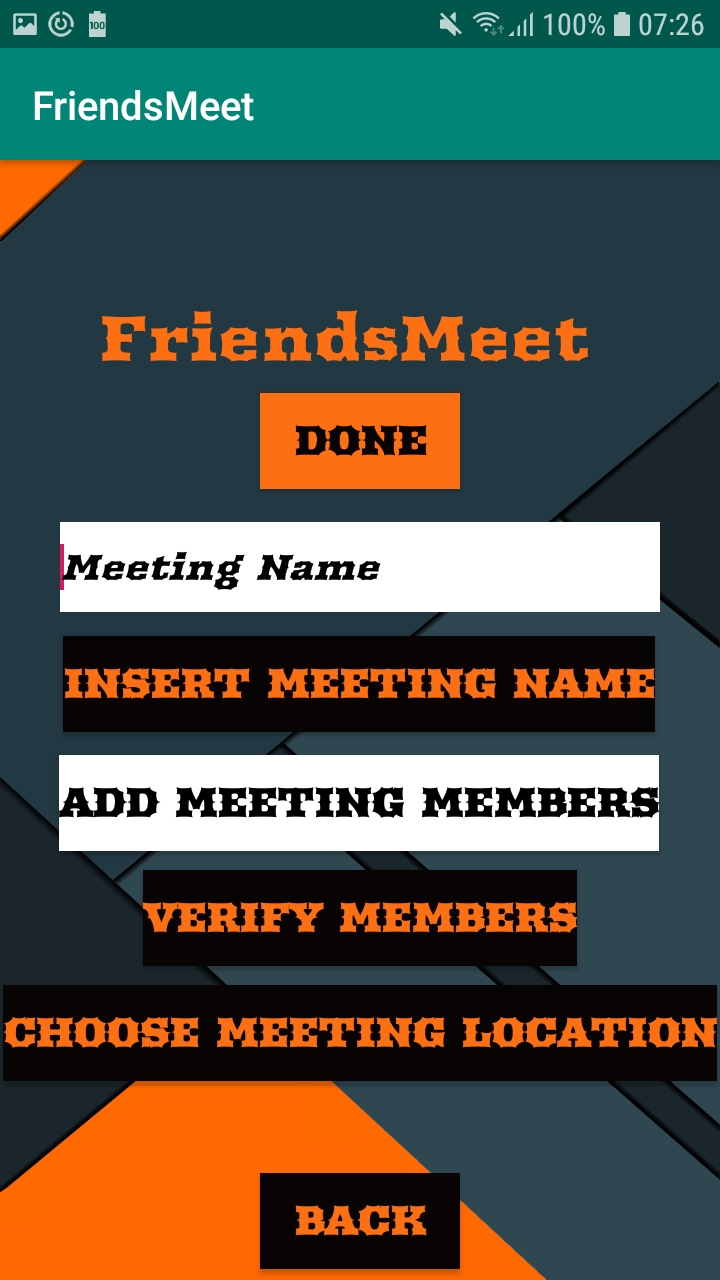 100 100% 07:26
FriendsMeet
FriendsMeet
DONE
Meeting Name
INSERT MEETING NAME
ADD MEETING MEMBERS
VERIFY MEMBERS
CHOOSE MEETING LOCATION
BACK